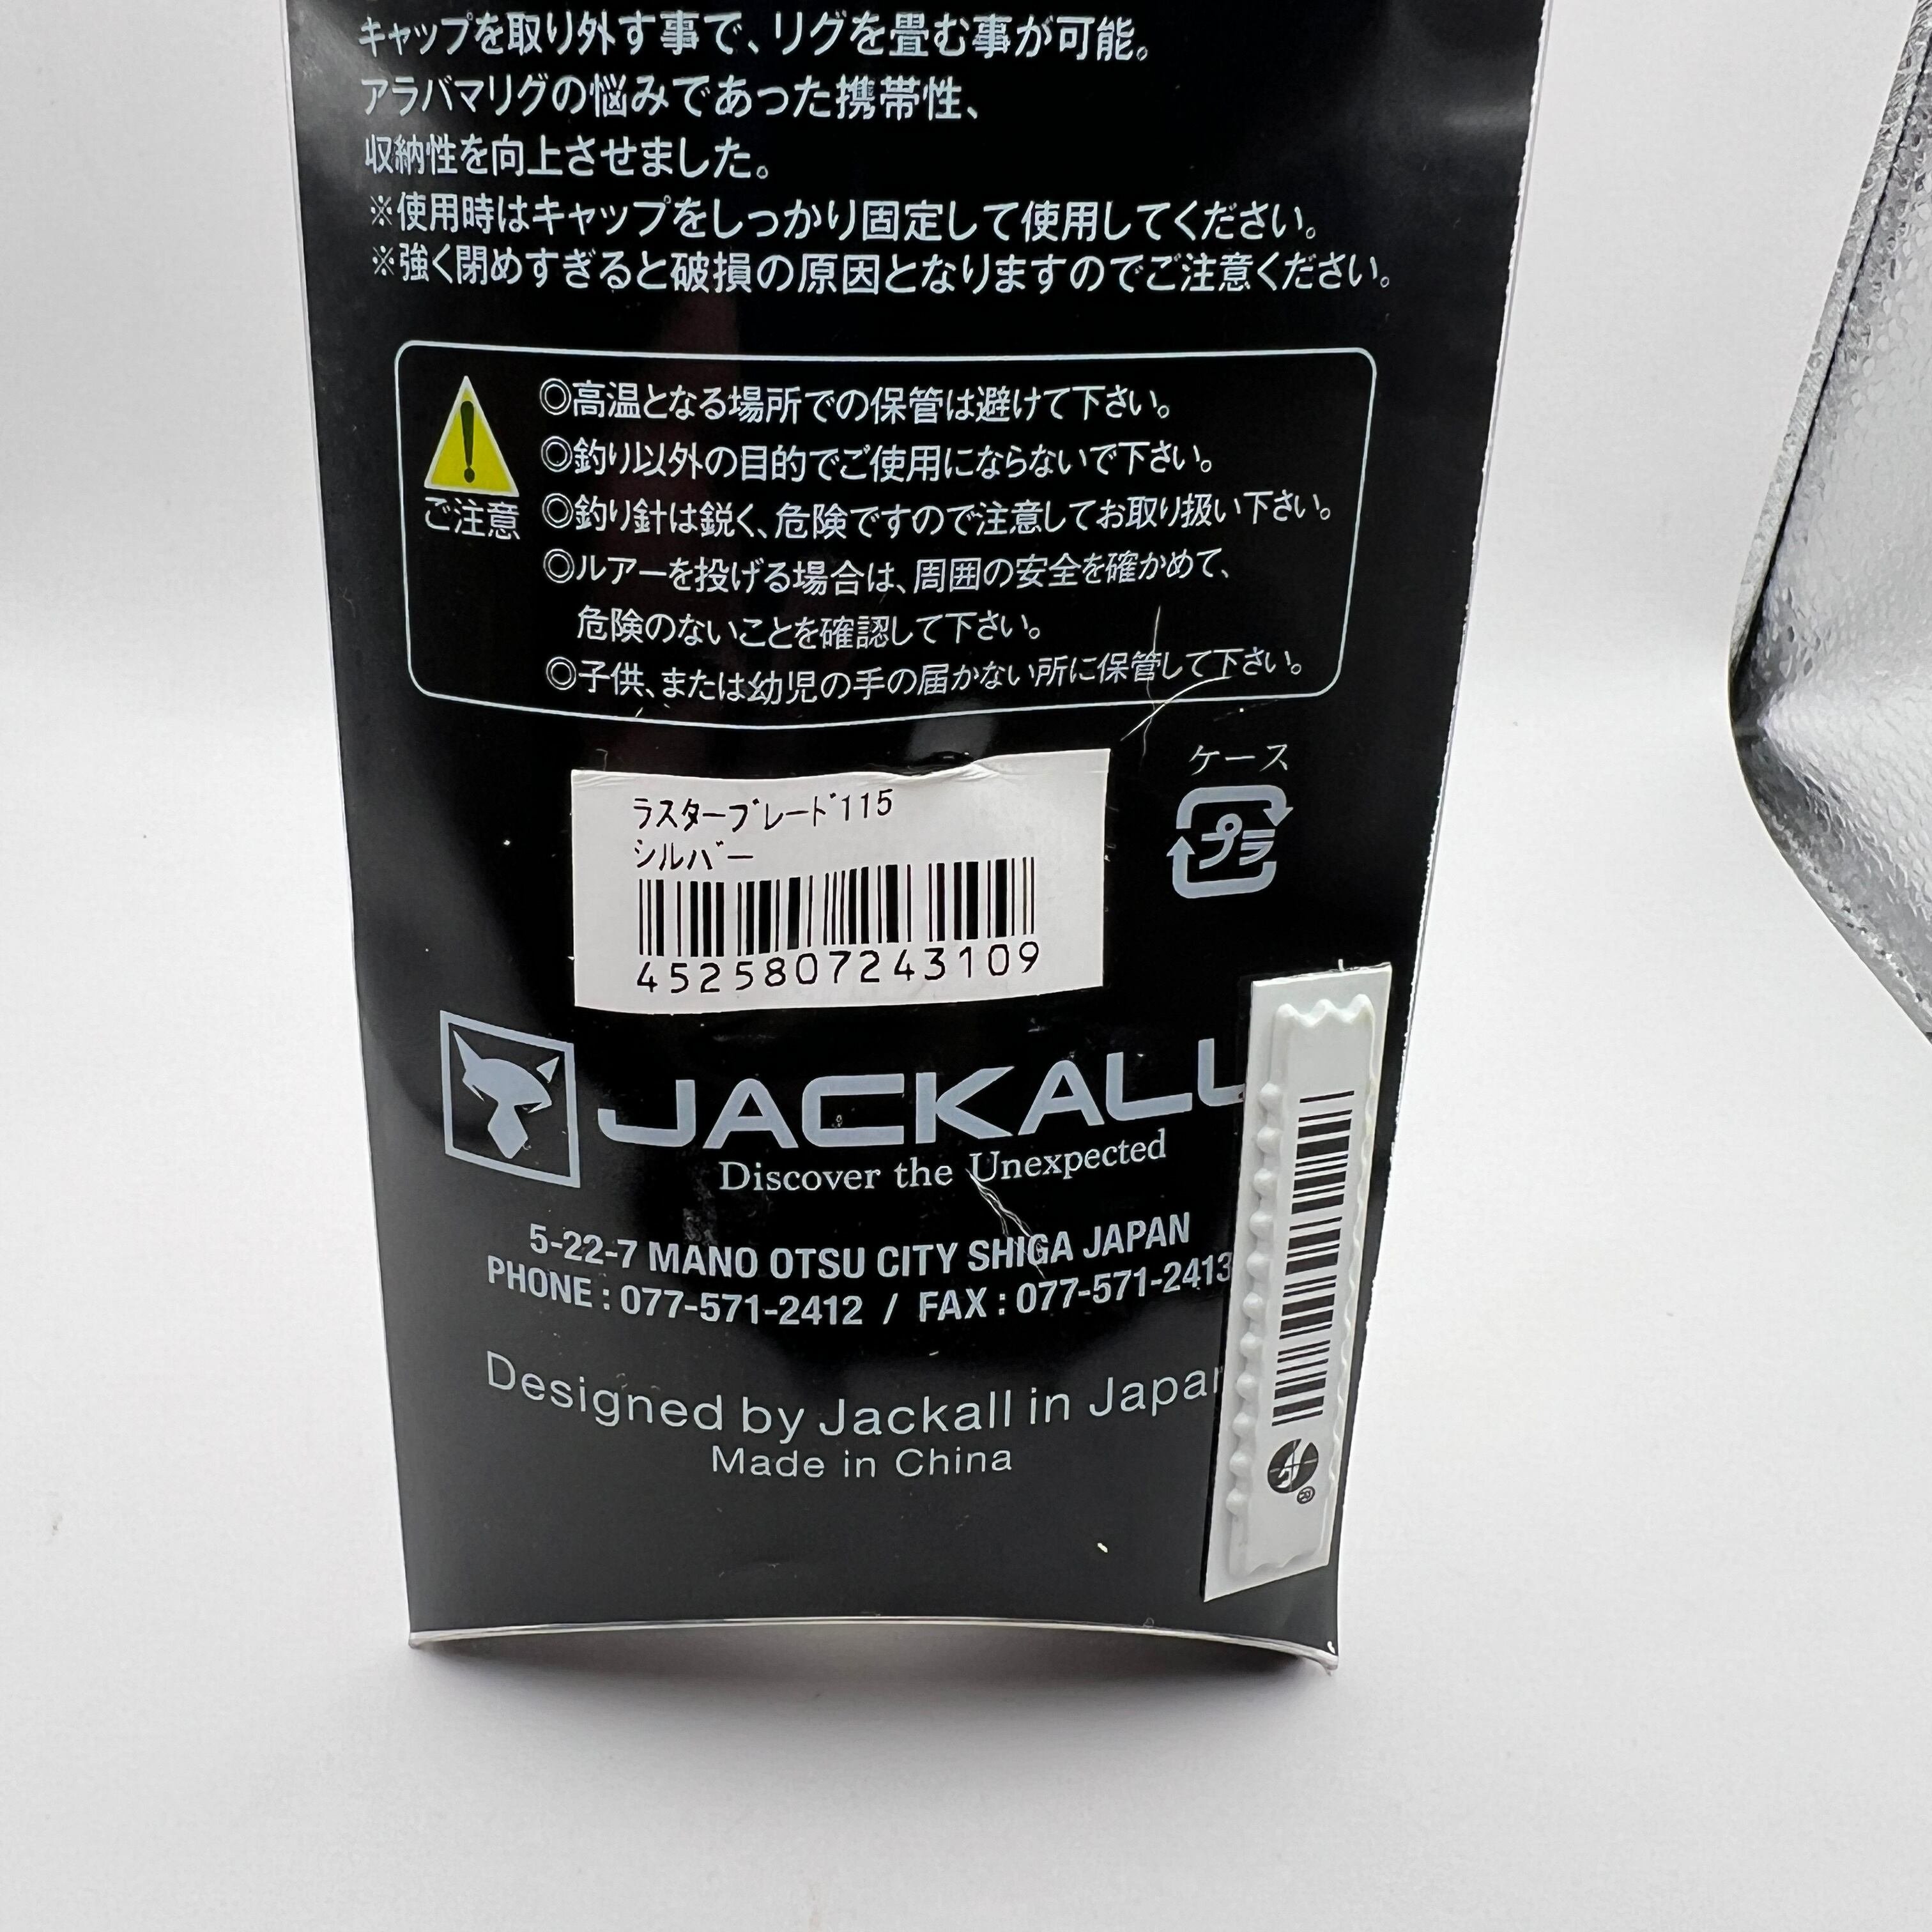 キャップを取り外す事で、リグを畳む事が可能。
アラバマリグの悩みであった携帯性、
収納性を向上させました。
※使用時はキャップをしっかり固定して使用してください。
※強く閉めすぎると破損の原因となりますのでご注意ください。
◎高温となる場所での保管は避けて下さい。
◎釣り以外の目的でご使用にならないで下さい。
ご注意
◎釣り針は鋭く、危険ですので注意してお取り扱い下さい。
◎ルアーを投げる場合は、周囲の安全を確かめて、
危険のないことを確認して下さい。
◎子供、または幼児の手の届かない所に保管して下さい。
ラスターブレード115
シルバー
4525807243109
ケース
プラ
JACKALL
Discover the Unexpected
5-22-7 MANO OTSU CITY SHIGA JAPAN
PHONE : 077-571-2412 / FAX : 077-571-2413
Designed by Jackall in Japan
Made in China